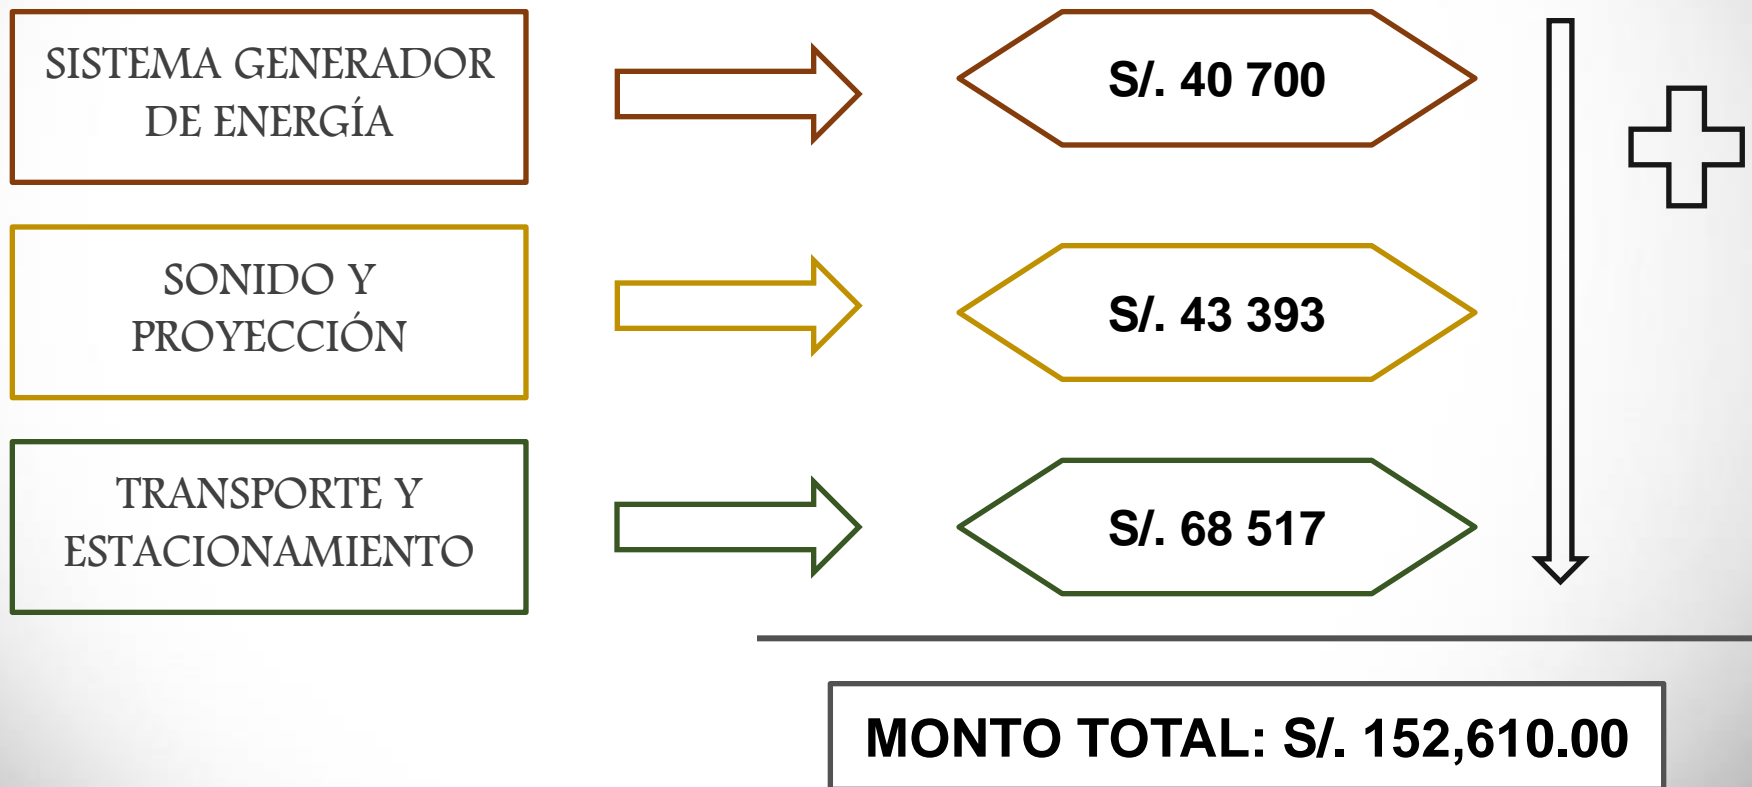 SISTEMA GENERADOR
DE ENERGÍA
S/. 40 700
SONIDO Y
PROYECCIÓN
S/. 43 393
TRANSPORTE Y
ESTACIONAMIENTO
S/. 68 517
MONTO TOTAL: S/. 152,610.00